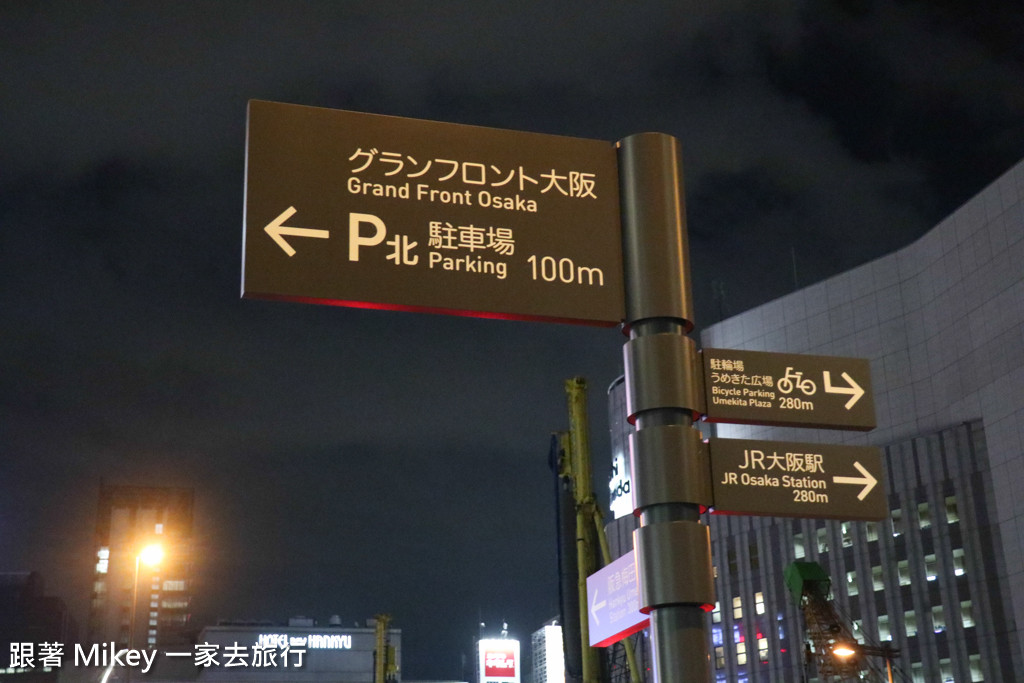 グランフロント大阪
Grand Front Osaka
← P北 駐車場 Parking 100m
駐輪場
うめきた広場
Bicycle Parking
Umekita Plaza 280m
JR大阪駅
JR Osaka Station
280m
HOTEL new HANKYU
跟著 Mikey 一家去旅行